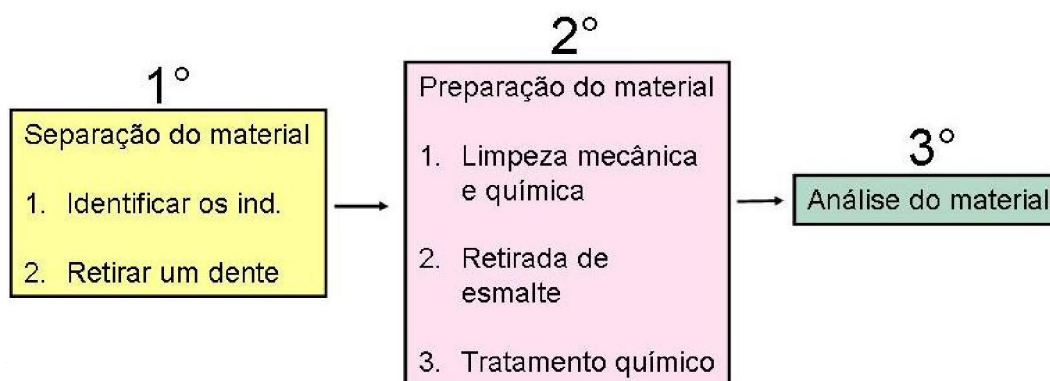 1°
Separação do material
1. Identificar os ind.
2. Retirar um dente
2°
Preparação do material
1. Limpeza mecânica
e química
2. Retirada de
esmalte
3. Tratamento químico
3°
Análise do material